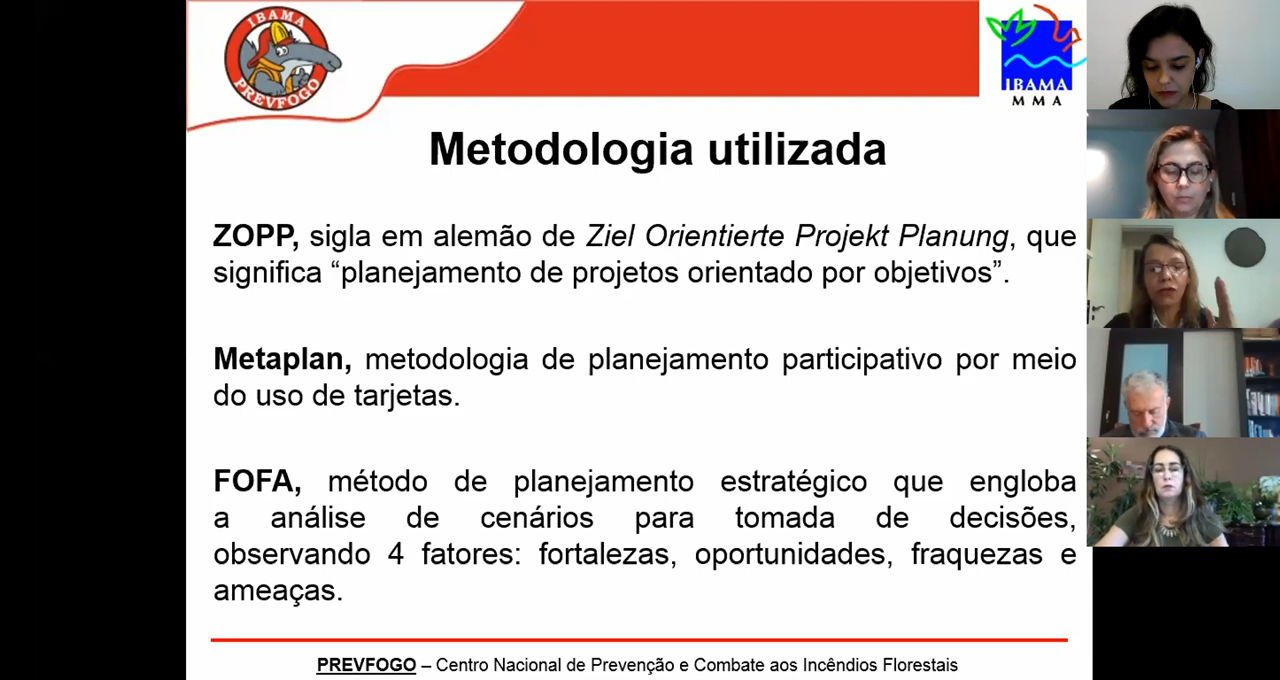 IBAMA
PREVFOGO
IBAMA
MMA
Metodologia utilizada
ZOPP, sigla em alemão de Ziel Orientierte Projekt Planung, que
significa “planejamento de projetos orientado por objetivos”.
Metaplan, metodologia de planejamento participativo por meio
do uso de tarjetas.
FOFA, método de planejamento estratégico que engloba
a análise de cenários para tomada de decisões,
observando 4 fatores: fortalezas, oportunidades, fraquezas e
ameaças.
PREVFOGO – Centro Nacional de Prevenção e Combate aos Incêndios Florestais